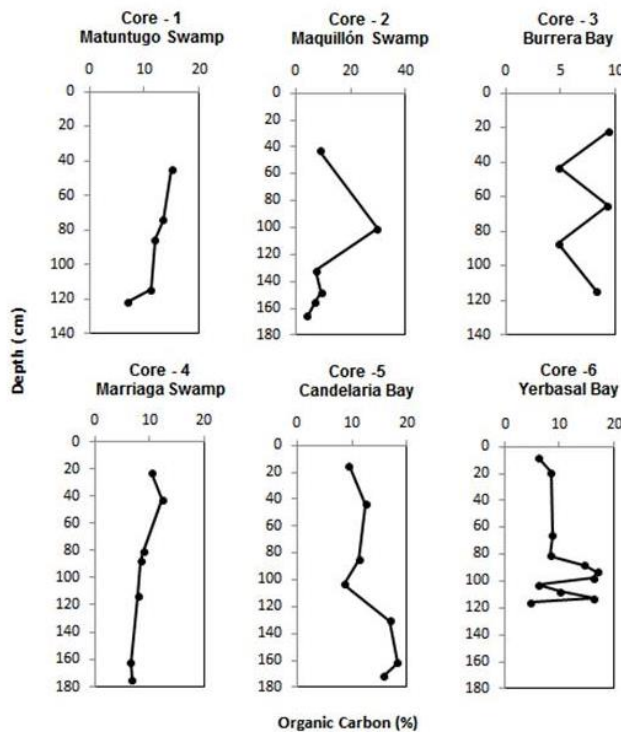 Core - 1
Matuntugo Swamp
0 10 20
0
20
40
60
80
100
120
140
Core - 2
Maquillón Swamp
0 20 40
0
20
40
60
80
100
120
140
160
180
Core - 3
Burrera Bay
0 5 10
0
20
40
60
80
100
120
140
Depth ( cm)
Core - 4
Marriaga Swamp
0 10 20
0
20
40
60
80
100
120
140
160
180
Core -5
Candelaria Bay
0 10 20
0
20
40
60
80
100
120
140
160
180
Core -6
Yerbasal Bay
0 10 20
0
20
40
60
80
100
120
140
160
180
Organic Carbon (%)